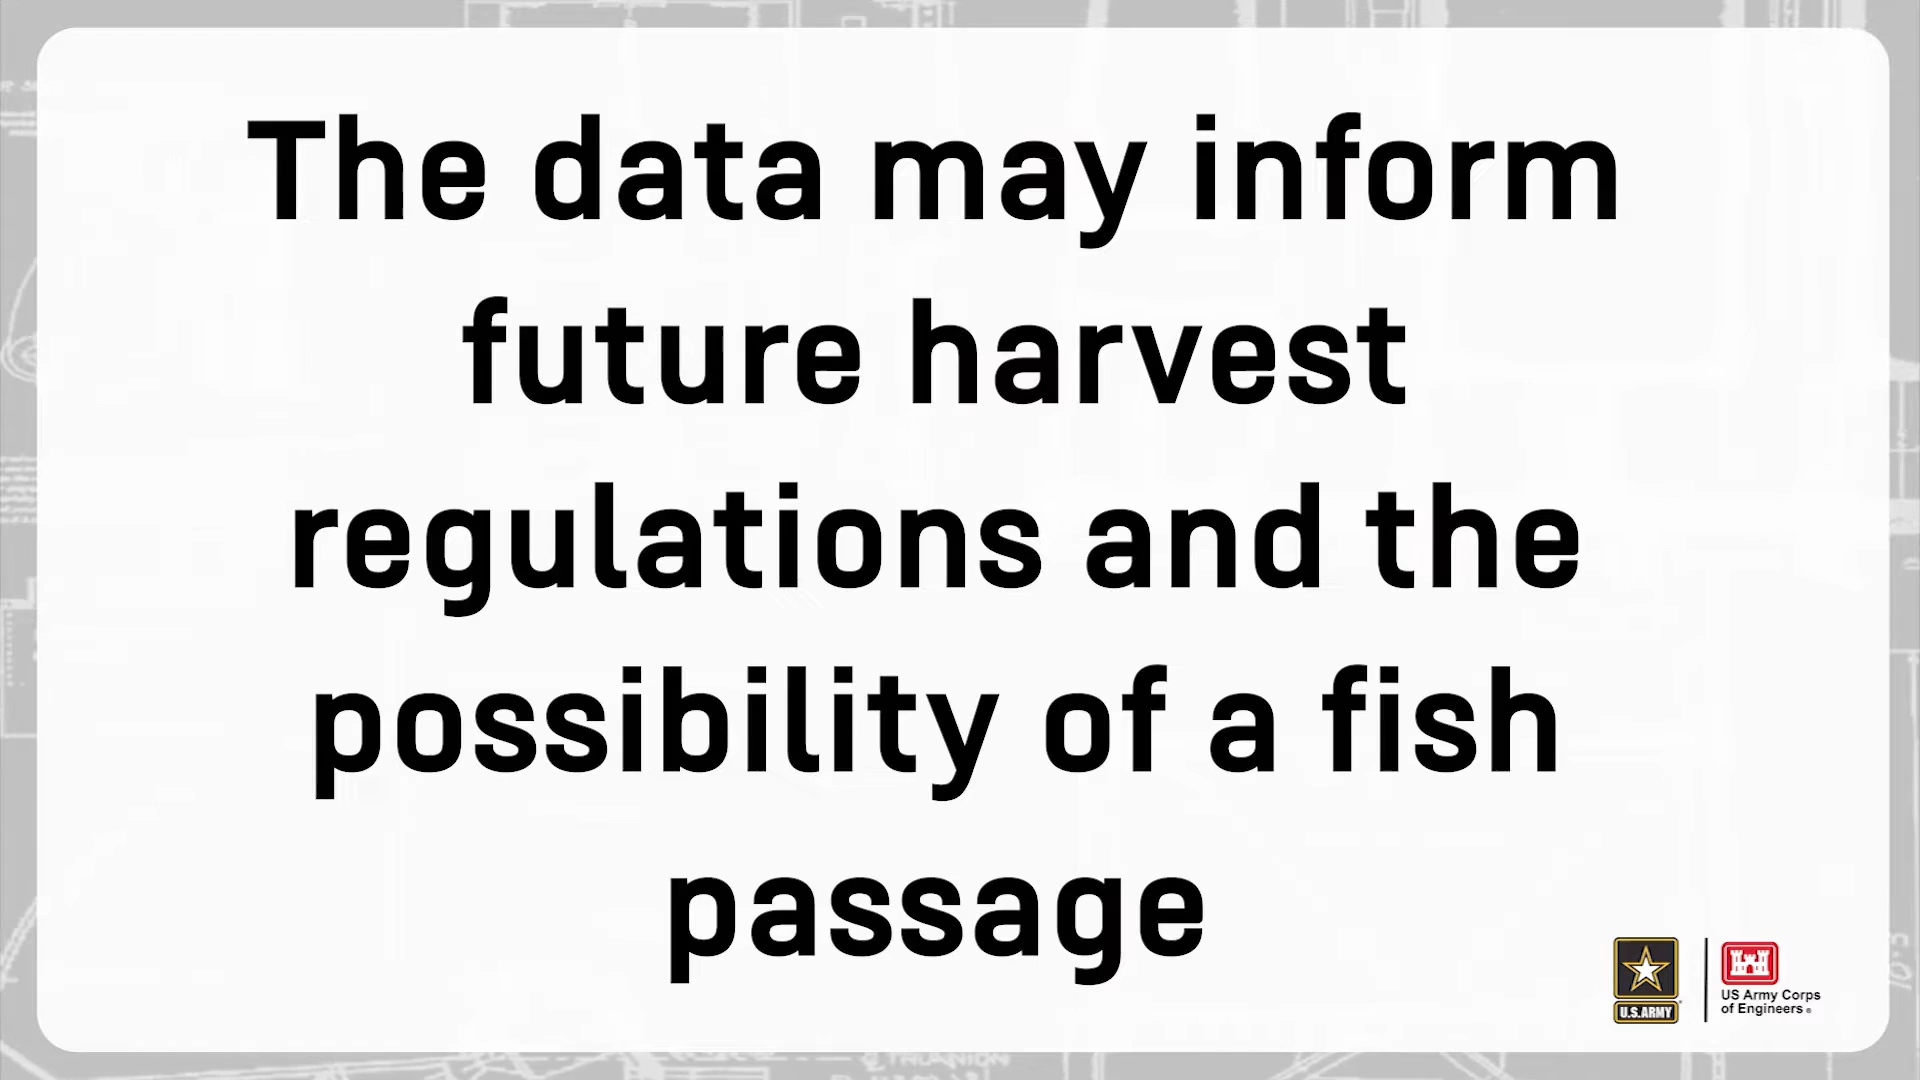 The data may inform
future harvest
regulations and the
possibility of a fish
passage
U.S.ARMY
US Army Corps
of Engineers ®
TRUNNION